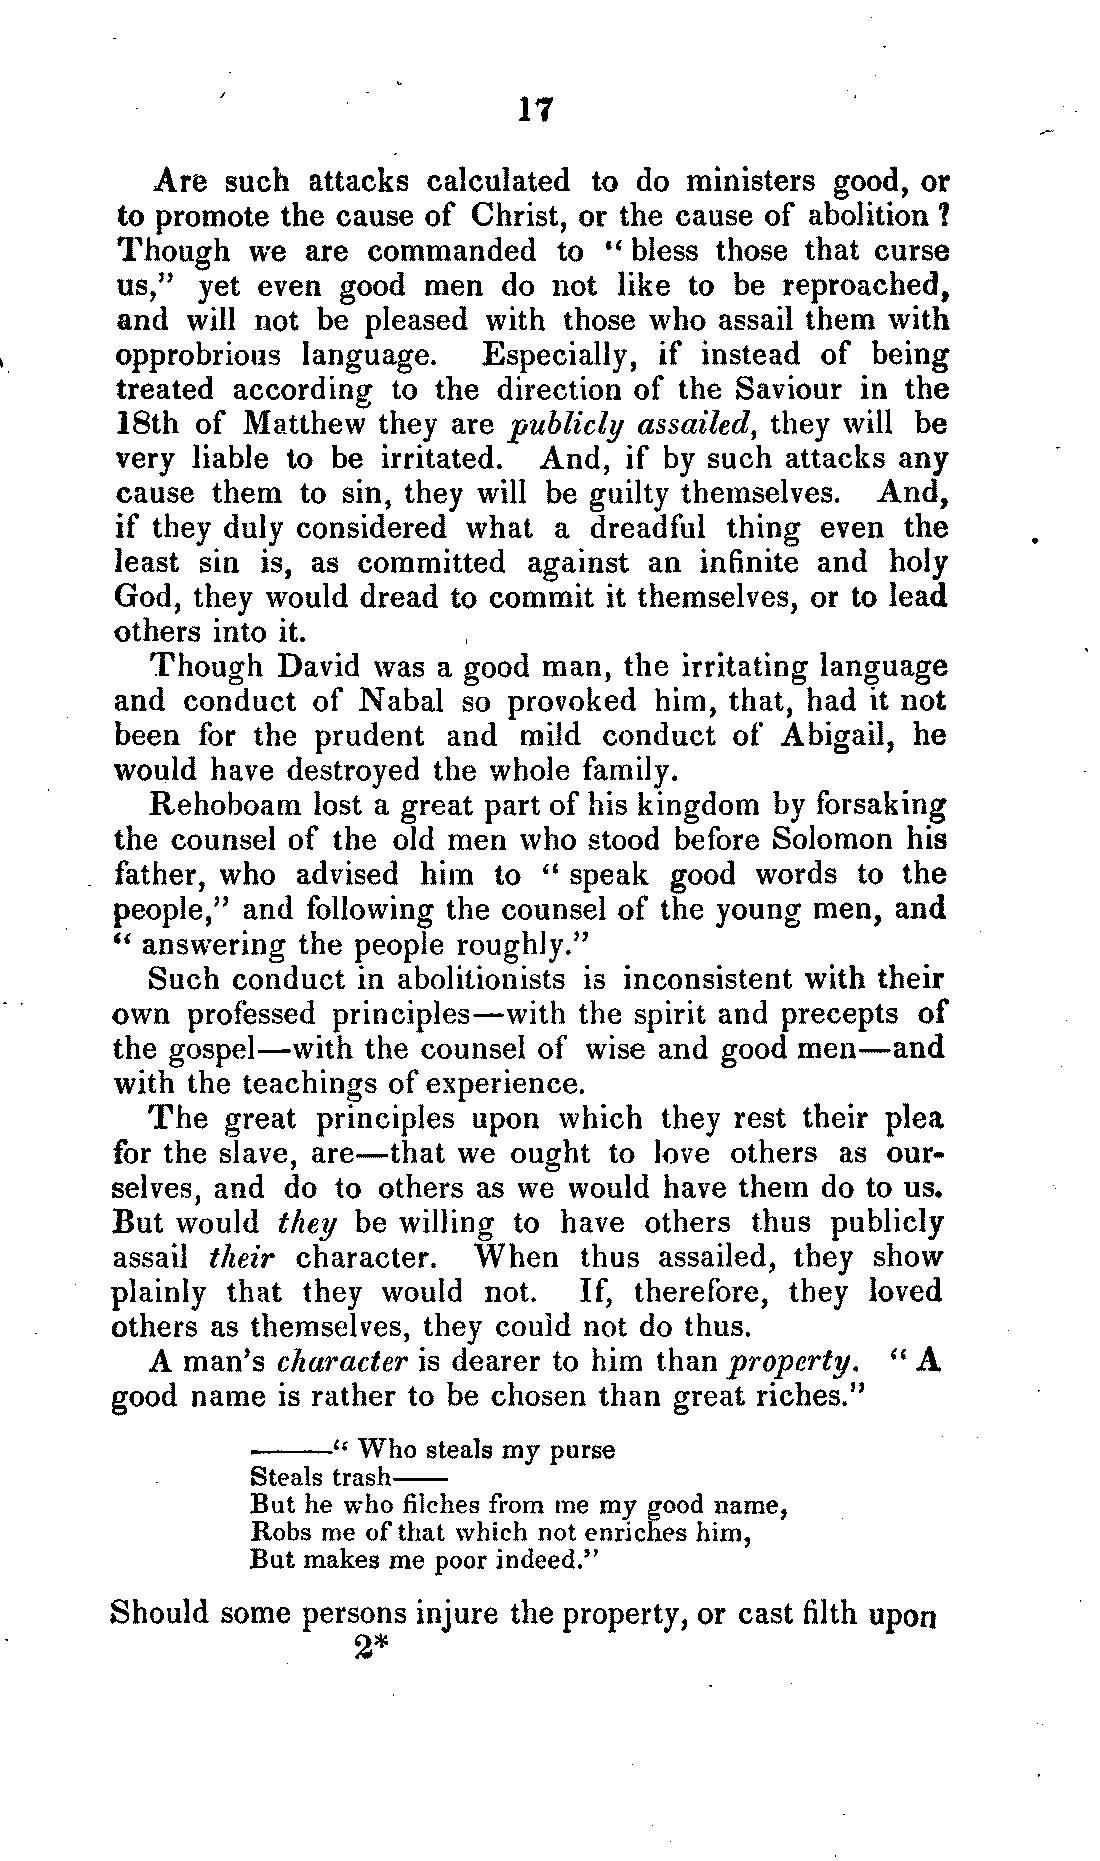 17
Are such attacks calculated to do ministers good, or
to promote the cause of Christ, or the cause of abolition ?
Though we are commanded to " bless those that curse
us," yet even good men do not like to be reproached,
and will not be pleased with those who assail them with
opprobrious language. Especially, if instead of being
treated according to the direction of the Saviour in the
18th of Matthew they are publicly assailed, they will be
very liable to be irritated. And, if by such attacks any
cause them to sin, they will be guilty themselves. And,
if they duly considered what a dreadful thing even the
least sin is, as committed against an infinite and holy
God, they would dread to commit it themselves, or to lead
others into it.
Though David was a good man, the irritating language
and conduct of Nabal so provoked him, that, had it not
been for the prudent and mild conduct of Abigail, he
would have destroyed the whole family.
Rehoboam lost a great part of his kingdom by forsaking
the counsel of the old men who stood before Solomon his
father, who advised him to " speak good words to the
people," and following the counsel of the young men, and
" answering the people roughly."
Such conduct in abolitionists is inconsistent with their
own professed principles—with the spirit and precepts of
the gospel—with the counsel of wise and good men—and
with the teachings of experience.
The great principles upon which they rest their plea
for the slave, are—that we ought to love others as our-
selves, and do to others as we would have them do to us.
But would they be willing to have others thus publicly
assail their character. When thus assailed, they show
plainly that they would not. If, therefore, they loved
others as themselves, they could not do thus.
A man's character is dearer to him than property. " A
good name is rather to be chosen than great riches."
———" Who steals my purse
Steals trash——
But he who filches from me my good name,
Robs me of that which not enriches him,
But makes me poor indeed."
Should some persons injure the property, or cast filth upon
2*